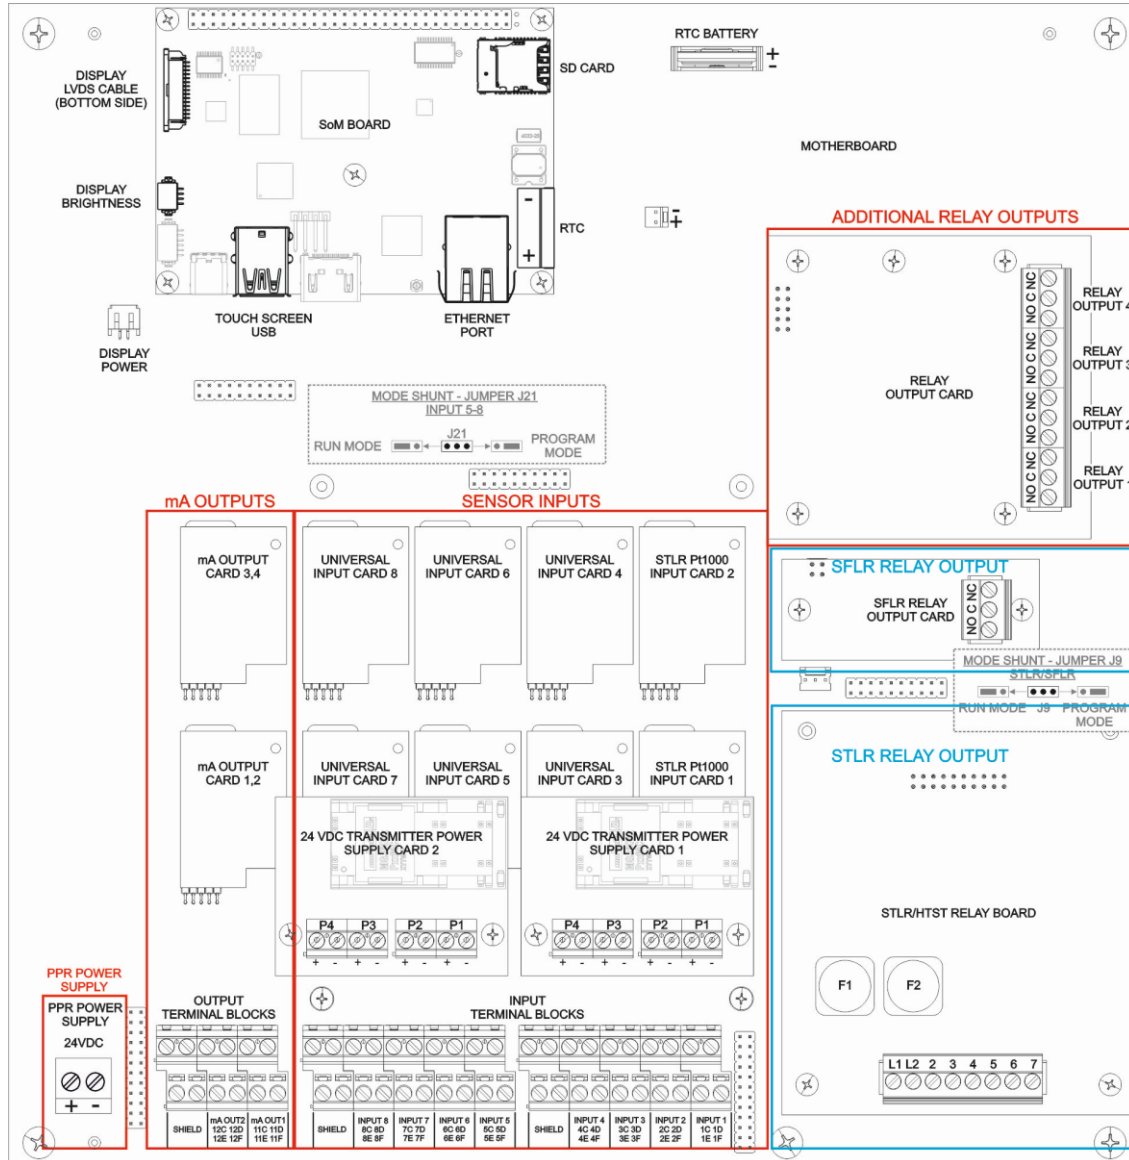 RTC BATTERY
+
-
DISPLAY
LVDS CABLE
(BOTTOM SIDE)
SD CARD
SoM BOARD
MOTHERBOARD
DISPLAY
BRIGHTNESS
-
+
RTC
-
+
ADDITIONAL RELAY OUTPUTS
TOUCH SCREEN
USB
ETHERNET
PORT
DISPLAY
POWER
NO C NC
RELAY
OUTPUT 4
NO C NC
RELAY
OUTPUT 3
RELAY
OUTPUT CARD
NO C NC
RELAY
OUTPUT 2
NO C NC
RELAY
OUTPUT 1
MODE SHUNT - JUMPER J21
INPUT 5-8
RUN MODE
J21
PROGRAM
MODE
mA OUTPUTS
SENSOR INPUTS
mA OUTPUT
CARD 3,4
UNIVERSAL
INPUT CARD 8
UNIVERSAL
INPUT CARD 6
UNIVERSAL
INPUT CARD 4
STLR Pt1000
INPUT CARD 2
SFLR RELAY OUTPUT
SFLR RELAY
OUTPUT CARD
NO C NC
MODE SHUNT - JUMPER J9
STLR/SFLR
RUN MODE
J9
PROGRAM
MODE
mA OUTPUT
CARD 1,2
UNIVERSAL
INPUT CARD 7
UNIVERSAL
INPUT CARD 5
UNIVERSAL
INPUT CARD 3
STLR Pt1000
INPUT CARD 1
STLR RELAY OUTPUT
24 VDC TRANSMITTER POWER
SUPPLY CARD 2
24 VDC TRANSMITTER POWER
SUPPLY CARD 1
P4 P3 P2 P1
+ - + - + - + -
P4 P3 P2 P1
+ - + - + - + -
STLR/HTST RELAY BOARD
F1
F2
PPR POWER
SUPPLY
PPR POWER
SUPPLY
24VDC
+ -
OUTPUT
TERMINAL BLOCKS
INPUT
TERMINAL BLOCKS
L1 L2 2 3 4 5 6 7
SHIELD
mA OUT2
12C 12D
12E 12F
mA OUT1
11C 11D
11E 11F
SHIELD
INPUT 8
8C 8D
8E 8F
INPUT 7
7C 7D
7E 7F
INPUT 6
6C 6D
6E 6F
INPUT 5
5C 5D
5E 5F
SHIELD
INPUT 4
4C 4D
4E 4F
INPUT 3
3C 3D
3E 3F
INPUT 2
2C 2D
2E 2F
INPUT 1
1C 1D
1E 1F